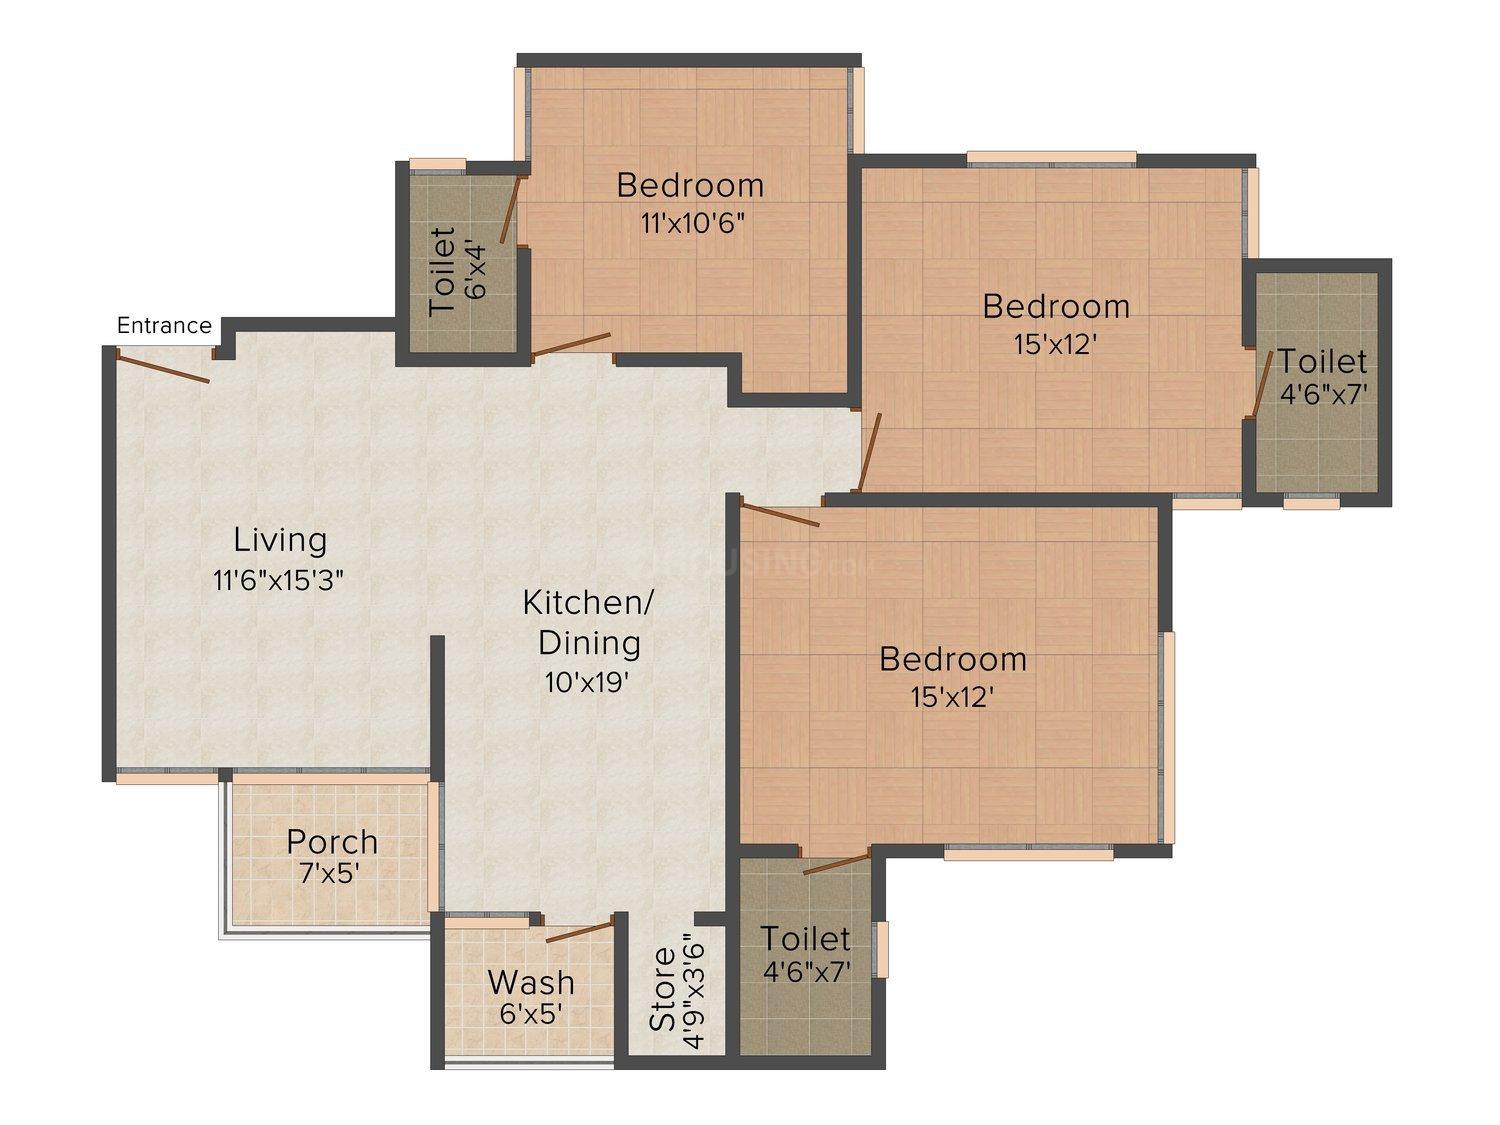 Bedroom
11'x10'6"
Toilet
6'x4'
Bedroom
15'x12'
Entrance
Toilet
4'6"x7'
Living
11'6"x15'3"
HOUSING.COM
Kitchen/
Dining
10'x19'
Bedroom
15'x12'
Porch
7'x5'
Toilet
4'6"x7'
Wash
6'x5'
Store
4'9"x3'6"